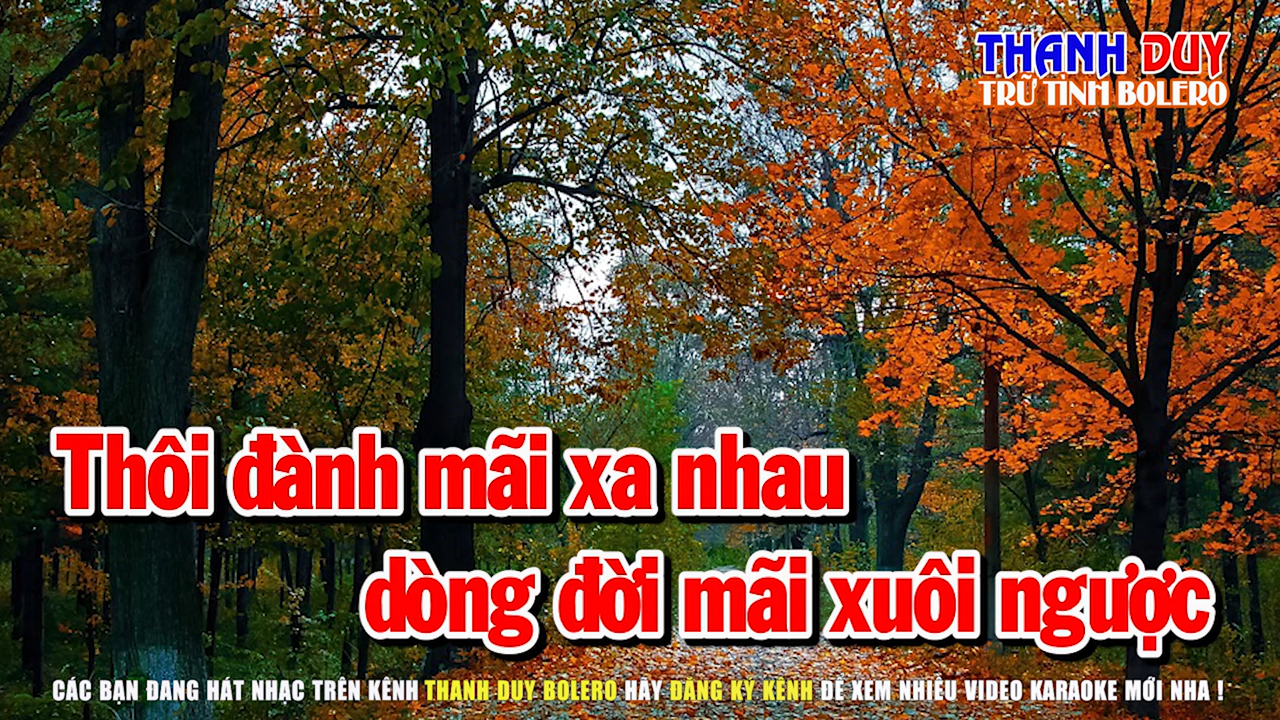 THANH DUY
TRỮ TÌNH BOLERO
Thôi đành mãi xa nhau
dòng đời mãi xuôi ngược
CÁC BẠN ĐANG HÁT NHẠC TRÊN KÊNH THANH DUY BOLERO HÃY ĐĂNG KÝ KÊNH ĐỂ XEM NHIỀU VIDEO KARAOKE MỚI NHA !